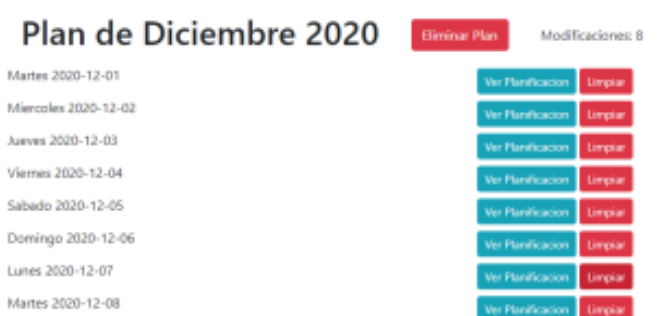 Plan de Diciembre 2020 Eliminar Plan Modificaciones: 8
Martes 2020-12-01 Ver Planificacion Limpiar
Miercoles 2020-12-02 Ver Planificacion Limpiar
Jueves 2020-12-03 Ver Planificacion Limpiar
Viernes 2020-12-04 Ver Planificacion Limpiar
Sabado 2020-12-05 Ver Planificacion Limpiar
Domingo 2020-12-06 Ver Planificacion Limpiar
Lunes 2020-12-07 Ver Planificacion Limpiar
Martes 2020-12-08 Ver Planificacion Limpiar